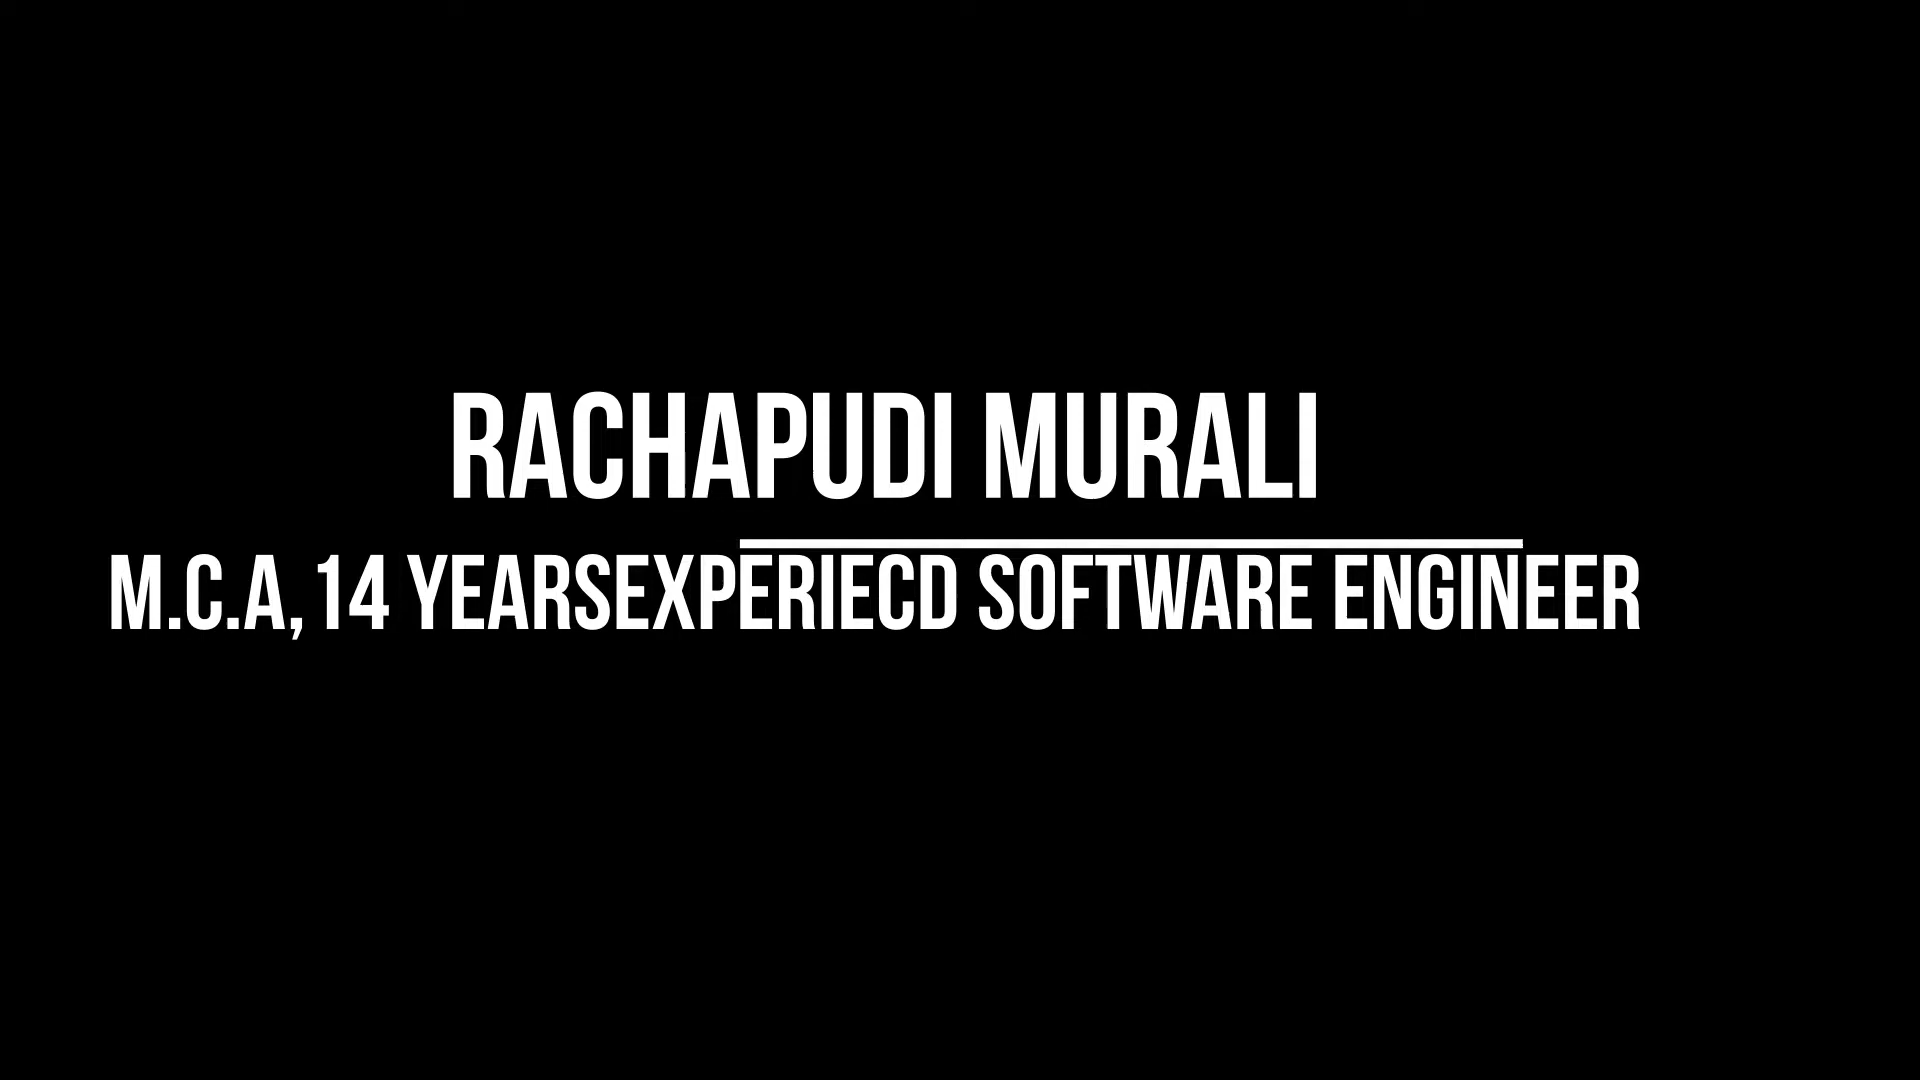 RACHAPUDI MURALI
M.C.A, 14 YEARSEXPERIECD SOFTWARE ENGINEER